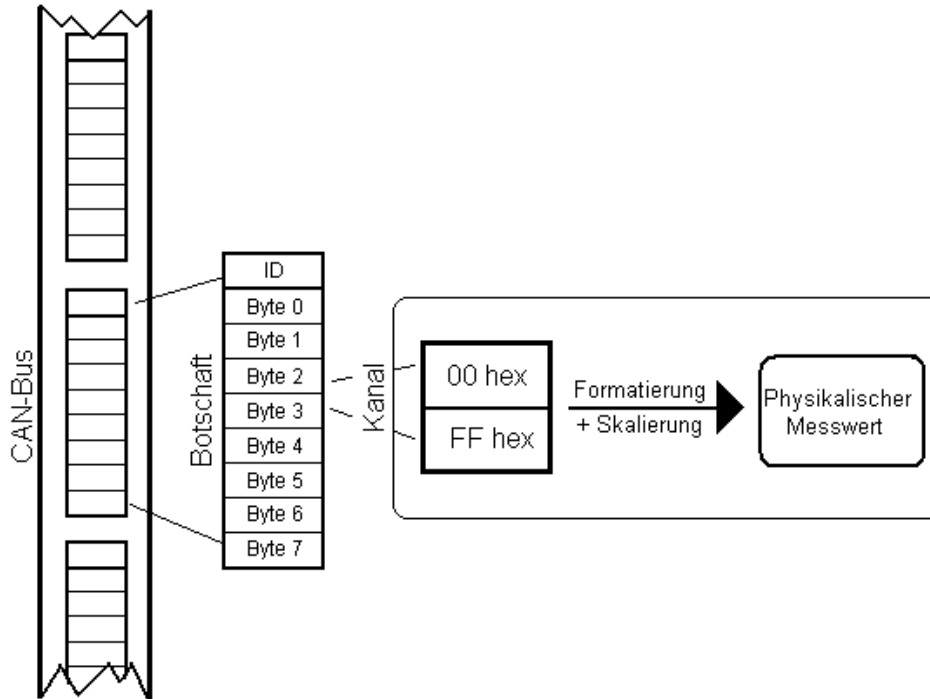 CAN-Bus
Botschaft
ID
Byte 0
Byte 1
Byte 2
Byte 3
Byte 4
Byte 5
Byte 6
Byte 7
Kanal
00 hex
FF hex
Formatierung
+ Skalierung
Physikalischer
Messwert